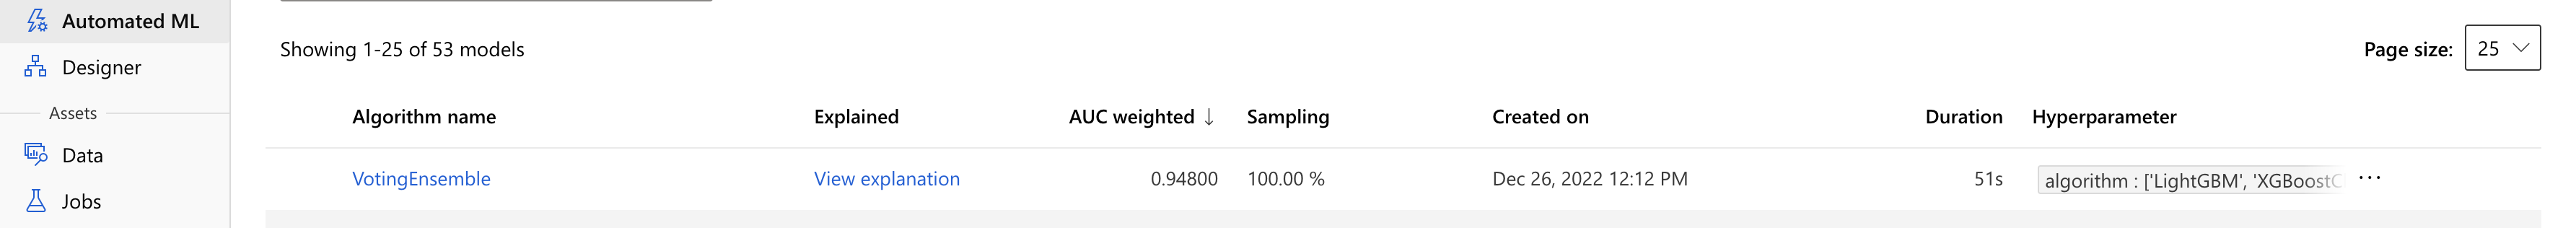 Automated ML
Designer
Assets
Data
Jobs
Showing 1-25 of 53 models
Page size: 25
Algorithm name Explained AUC weighted ↓ Sampling Created on Duration Hyperparameter
VotingEnsemble View explanation 0.94800 100.00 % Dec 26, 2022 12:12 PM 51s algorithm : ['LightGBM', 'XGBoostC ...